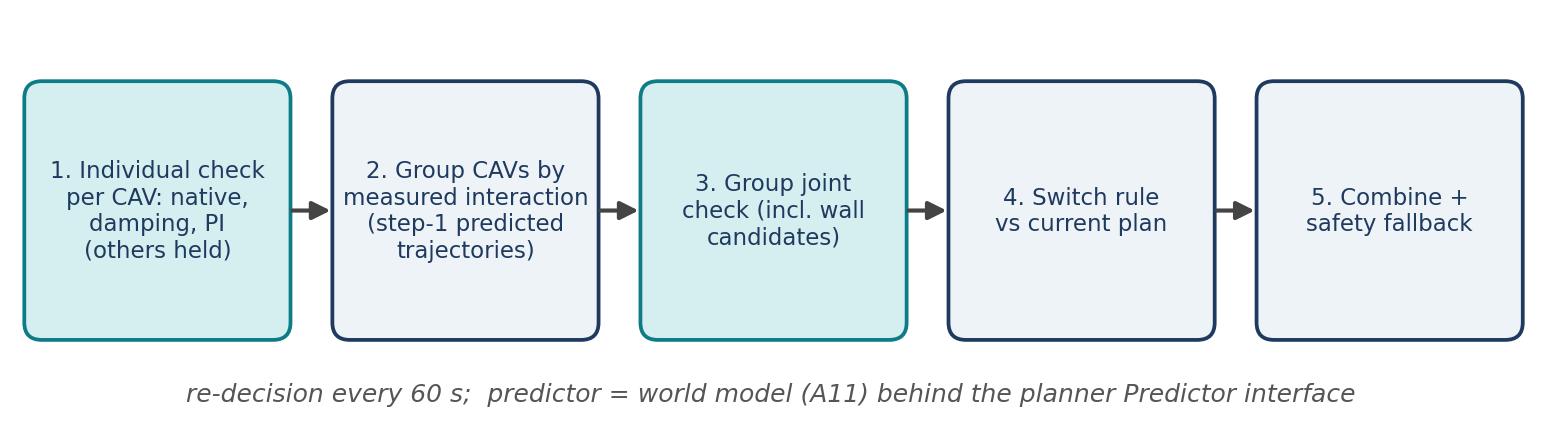 1. Individual check
per CAV: native,
damping, PI
(others held)
2. Group CAVs by
measured interaction
(step-1 predicted
trajectories)
3. Group joint
check (incl. wall
candidates)
4. Switch rule
vs current plan
5. Combine +
safety fallback
re-decision every 60 s;  predictor = world model (A11) behind the planner Predictor interface